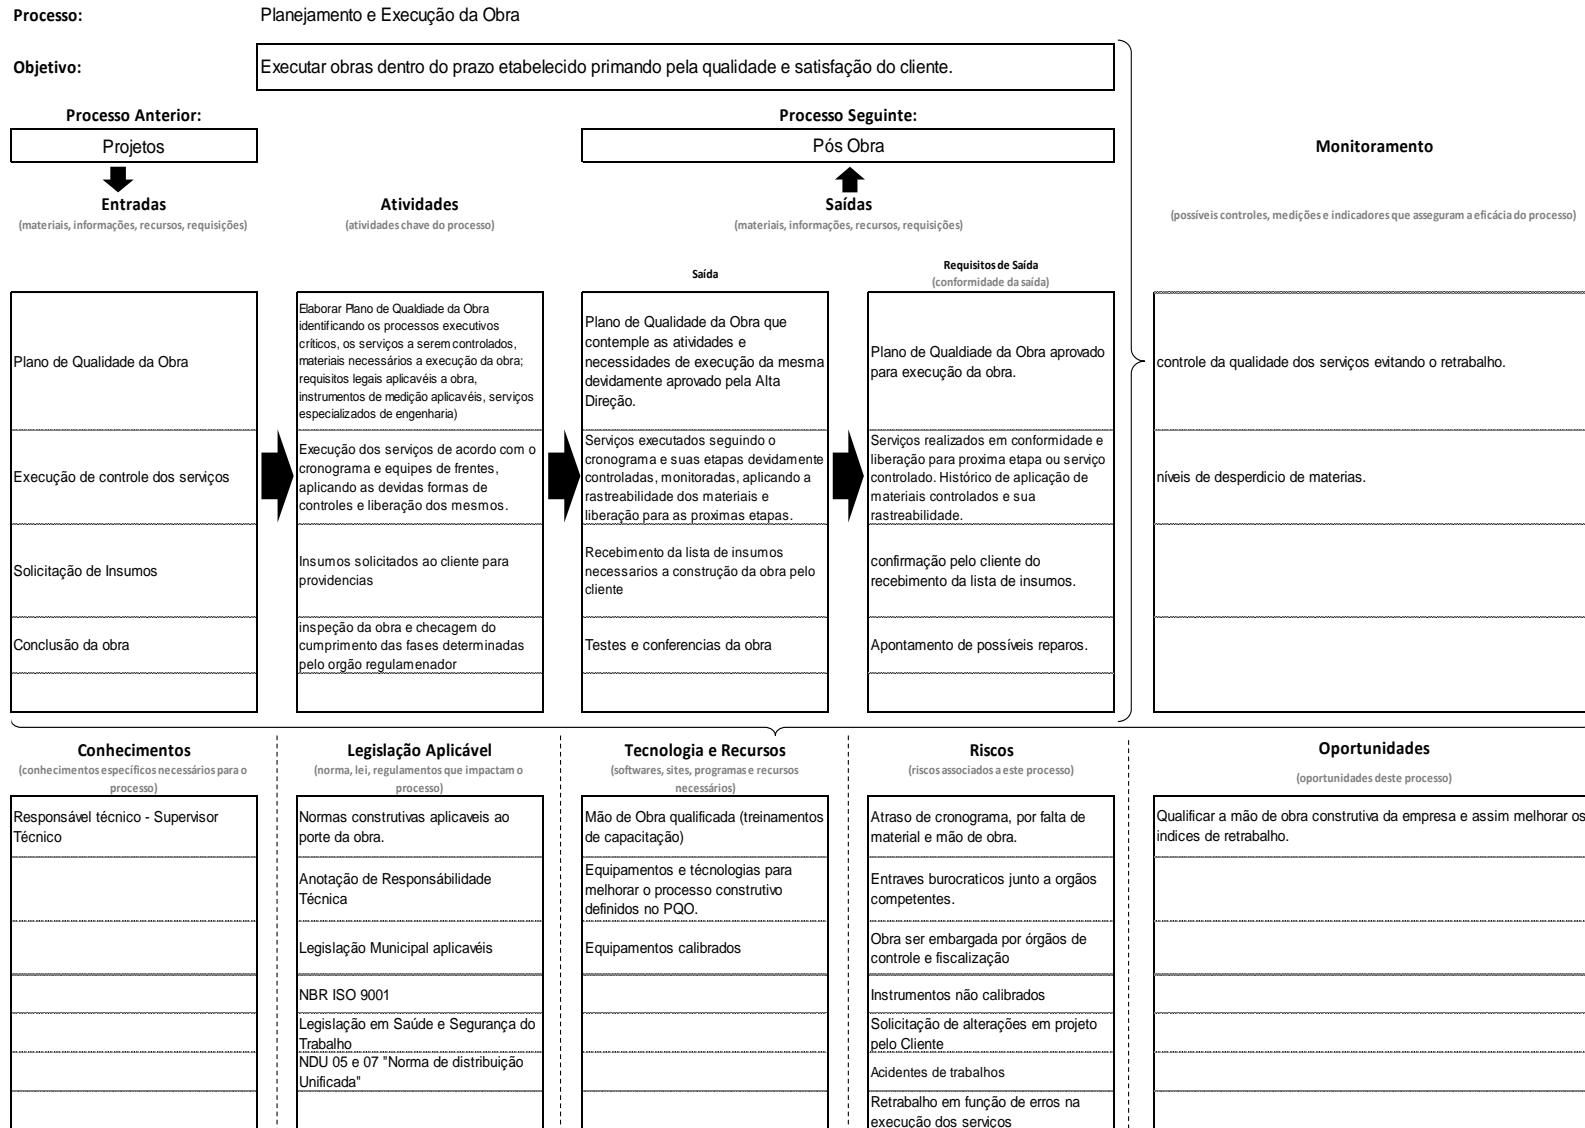 Processo:
Planejamento e Execução da Obra
Objetivo:
Executar obras dentro do prazo etabelecido primando pela qualidade e satisfação do cliente.
Processo Anterior:
Processo Seguinte:
Projetos
Pós Obra
Monitoramento
Entradas
(materiais, informações, recursos, requisições)
Atividades
(atividades chave do processo)
Saídas
(materiais, informações, recursos, requisições)
(possíveis controles, medições e indicadores que asseguram a eficácia do processo)
Saída
Requisitos de Saída
(conformidade da saída)
Plano de Qualidade da Obra
Elaborar Plano de Qualdiade da Obra
identificando os processos executivos
críticos, os serviços a serem controlados,
materiais necessários a execução da obra;
requisitos legais aplicavéis a obra,
instrumentos de medição aplicavéis, serviços
especializados de engenharia)
Plano de Qualidade da Obra que
contemple as atividades e
necessidades de execução da mesma
devidamente aprovado pela Alta
Direção.
Plano de Qualdiade da Obra aprovado
para execução da obra.
controle da qualidade dos serviços evitando o retrabalho.
Execução de controle dos serviços
Execução dos serviços de acordo com o
cronograma e equipes de frentes,
aplicando as devidas formas de
controles e liberação dos mesmos.
Serviços executados seguindo o
cronograma e suas etapas devidamente
controladas, monitoradas, aplicando a
rastreabilidade dos materiais e
liberação para as proximas etapas.
Serviços realizados em conformidade e
liberação para proxima etapa ou serviço
controlado. Histórico de aplicação de
materiais controlados e sua
rastreabilidade.
níveis de desperdicio de materias.
Solicitação de Insumos
Insumos solicitados ao cliente para
providencias
Recebimento da lista de insumos
necessarios a construção da obra pelo
cliente
confirmação pelo cliente do
recebimento da lista de insumos.
Conclusão da obra
inspeção da obra e checagem do
cumprimento das fases determinadas
pelo orgão regulamenador
Testes e conferencias da obra
Apontamento de possíveis reparos.
Conhecimentos
(conhecimentos específicos necessários para o
processo)
Legislação Aplicável
(norma, lei, regulamentos que impactam o
processo)
Tecnologia e Recursos
(softwares, sites, programas e recursos
necessários)
Riscos
(riscos associados a este processo)
Oportunidades
(oportunidades deste processo)
Responsável técnico - Supervisor
Técnico
Normas construtivas aplicaveis ao
porte da obra.
Mão de Obra qualificada (treinamentos
de capacitação)
Atraso de cronograma, por falta de
material e mão de obra.
Qualificar a mão de obra construtiva da empresa e assim melhorar os
indices de retrabalho.
Anotação de Responsábilidade
Técnica
Equipamentos e técnologias para
melhorar o processo construtivo
definidos no PQO.
Entraves burocraticos junto a orgãos
competentes.
Legislação Municipal aplicavéis
Equipamentos calibrados
Obra ser embargada por órgãos de
controle e fiscalização
NBR ISO 9001
Instrumentos não calibrados
Legislação em Saúde e Segurança do
Trabalho
Solicitação de alterações em projeto
pelo Cliente
NDU 05 e 07 "Norma de distribuição
Unificada"
Acidentes de trabalhos
Retrabalho em função de erros na
execução dos serviços